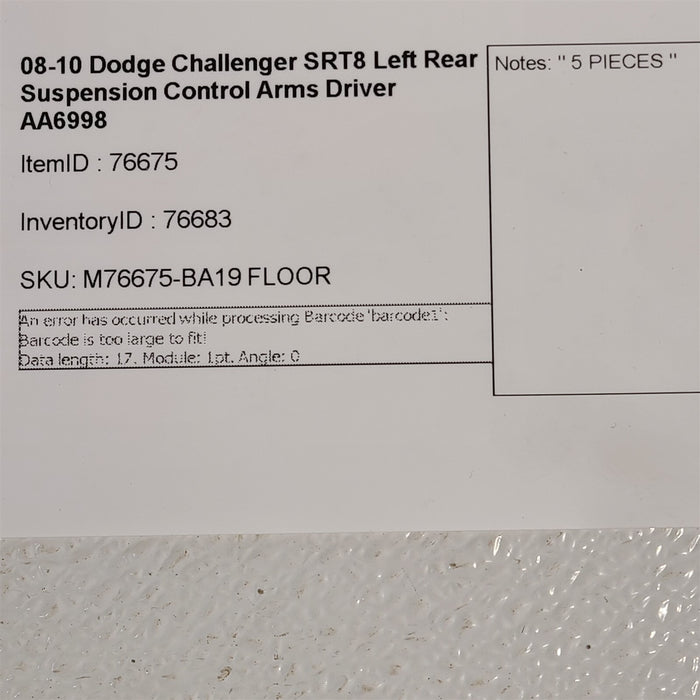 08-10 Dodge Challenger SRT8 Left Rear
Suspension Control Arms Driver
AA6998
ItemID : 76675
InventoryID : 76683
SKU: M76675-BA19 FLOOR
An error has occurred while processing Barcode 'barcode1':
Barcode is too large to fit!
Data length: 17. Module: 1pt. Angle: 0
Notes: " 5 PIECES "